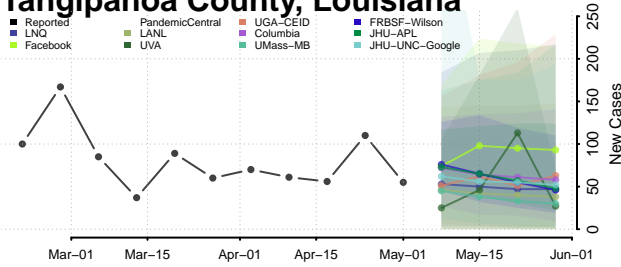 Tangipahoa County, Louisiana
Reported PandemicCentral UGA−CEID FRBSF−Wilson
LNQ LANL Columbia JHU−APL
Facebook UVA UMass−MB JHU−UNC−Google
0 50 100 150 200 250
New Cases
Mar−01 Mar−15 Apr−01 Apr−15 May−01 May−15 Jun−01